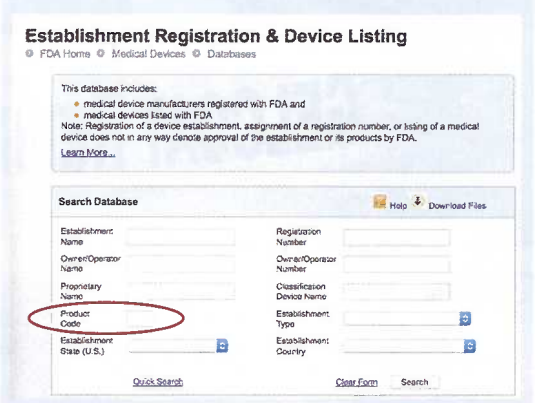 Establishment Registration & Device Listing
FDA Home Medical Devices Databases
This database includes:
medical device manufacturers registered with FDA and
medical devices listed with FDA
Note: Registration of a device establishment, assignment of a registration number, or listing of a medical
device does not in any way denote approval of the establishment or its products by FDA.
Learn More...
Search Database
Help Download Files
Establishment Name
Registration Number
Owner/Operator Name
Owner/Operator Number
Proprietary Name
Classification Device Name
Product Code
Establishment Type
Establishment State (U.S.)
Establishment Country
Quick Search
Clear Form
Search